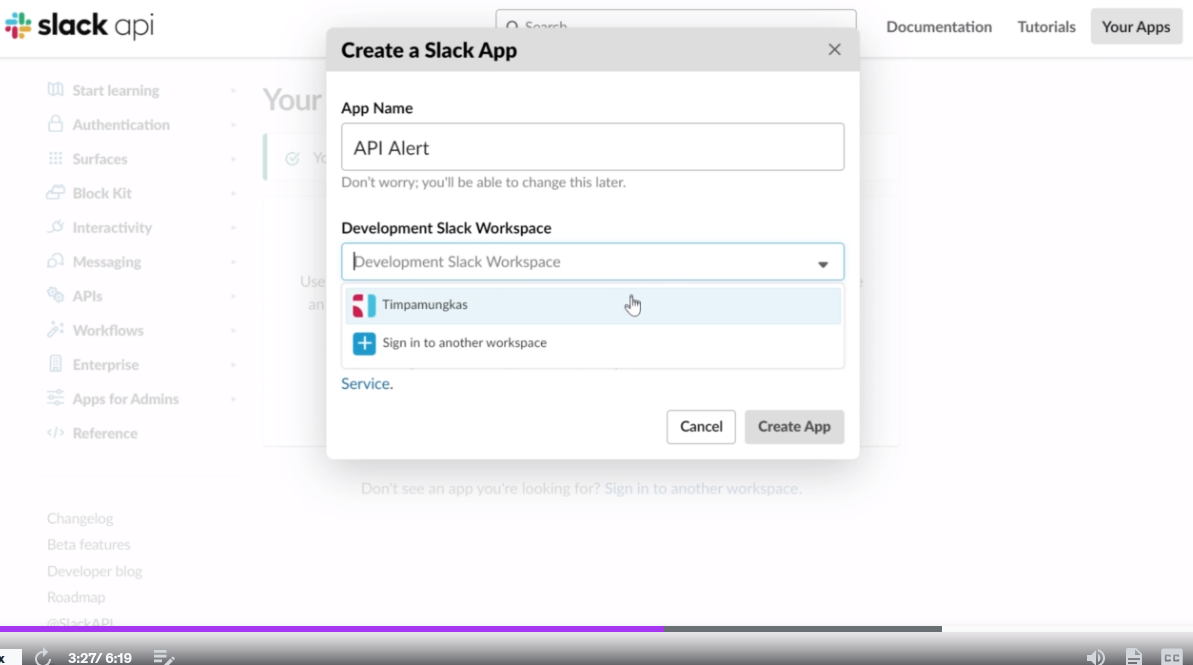 slack api
Search
Documentation
Tutorials
Your Apps
Create a Slack App
Start learning
Authentication
Surfaces
Block Kit
Interactivity
Messaging
APIs
Workflows
Enterprise
Apps for Admins
Reference
Changelog
Beta features
Developer blog
Roadmap
@SlackAPI
Your
App Name
API Alert
Don't worry; you'll be able to change this later.
Development Slack Workspace
Development Slack Workspace
Timpamungkas
Sign in to another workspace
Service.
Cancel
Create App
Use
an
Don't see an app you're looking for? Sign in to another workspace.
x
3:27/ 6:19
CC